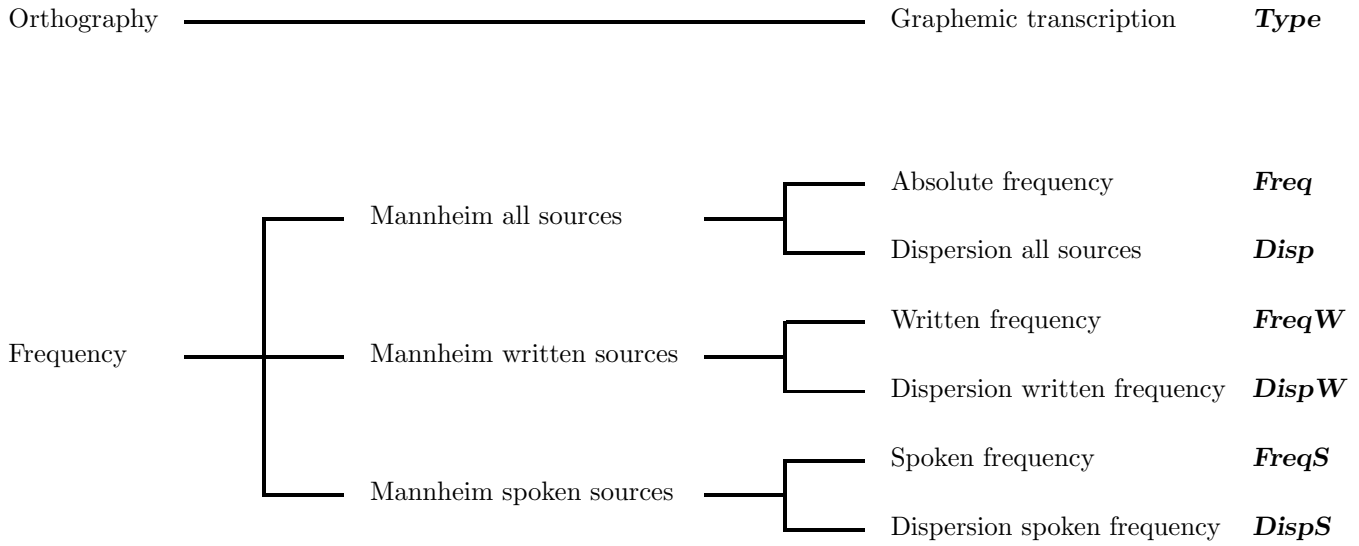 Orthography Graphemic transcription Type
Absolute frequency Freq
Mannheim all sources
Dispersion all sources Disp
Written frequency FreqW
Frequency Mannheim written sources
Dispersion written frequency DispW
Spoken frequency FreqS
Mannheim spoken sources
Dispersion spoken frequency DispS